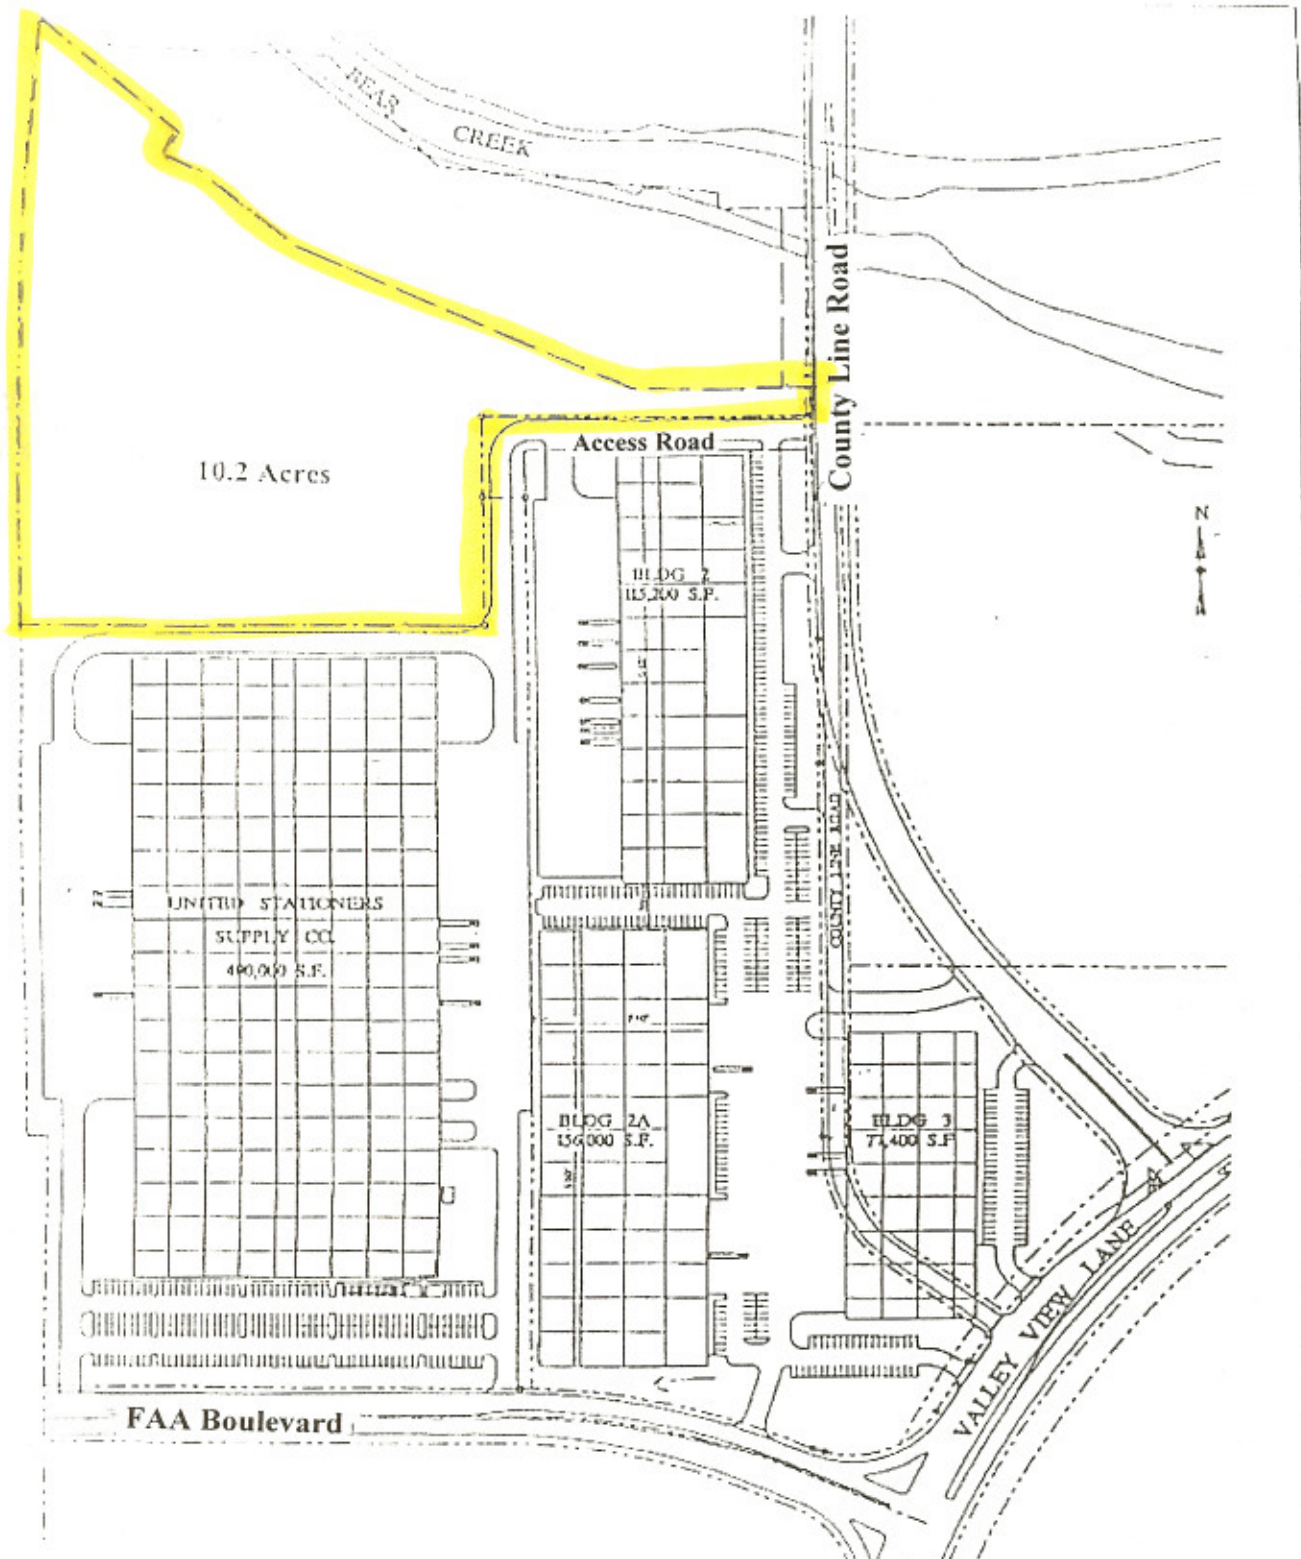 BEAR
CREEK
County Line Road
Access Road
10.2 Acres
N
BLDG 2
115,200 S.F.
COUNTY LINE ROAD
UNITED STATIONERS
SUPPLY CO.
490,000 S.F.
BLDG 2A
156,000 S.F.
BLDG 3
77,400 S.F
VALLEY VIEW LANE
FAA Boulevard